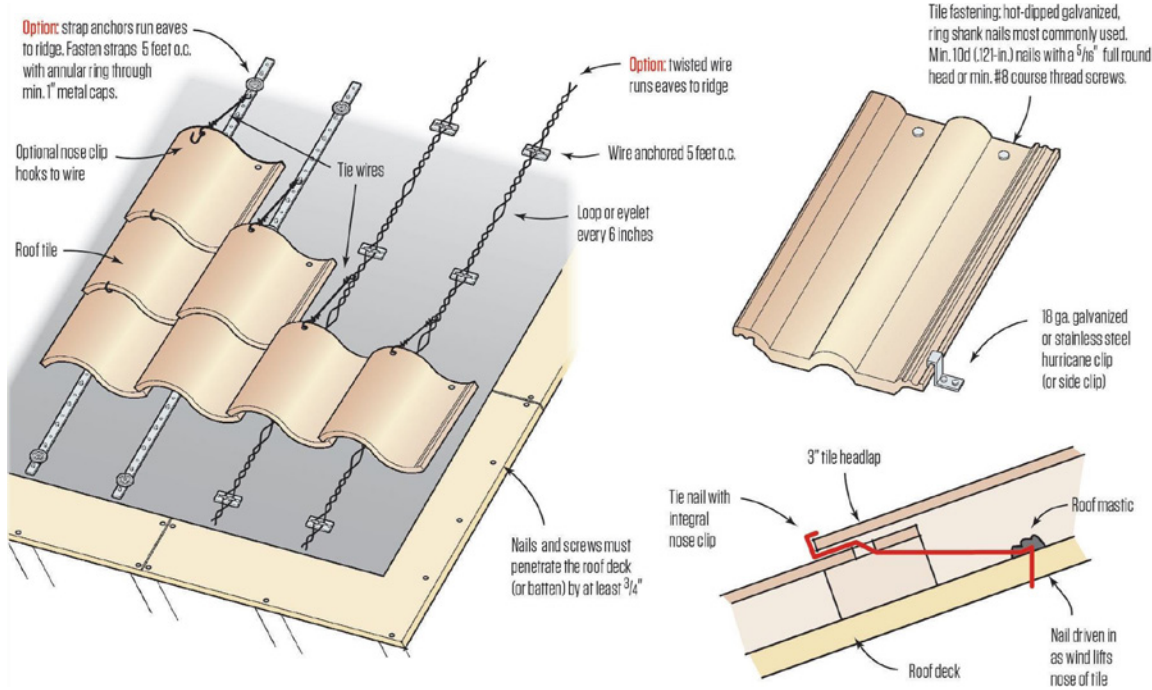 Option: strap anchors run eaves
to ridge. Fasten straps 5 feet o.c.
with annular ring through
min. 1" metal caps.
Optional nose clip
hooks to wire
Roof tile
Tie wires
Option: twisted wire
runs eaves to ridge
Wire anchored 5 feet o.c.
Loop or eyelet
every 6 inches
Nails and screws must
penetrate the roof deck
(or batten) by at least 3/4"
Tile fastening: hot-dipped galvanized,
ring shank nails most commonly used.
Min. 10d (.121-in.) nails with a 5/16" full round
head or min. #8 course thread screws.
18 ga. galvanized
or stainless steel
hurricane clip
(or side clip)
3" tile headlap
Tie nail with
integral
nose clip
Roof mastic
Roof deck
Nail driven in
as wind lifts
nose of tile